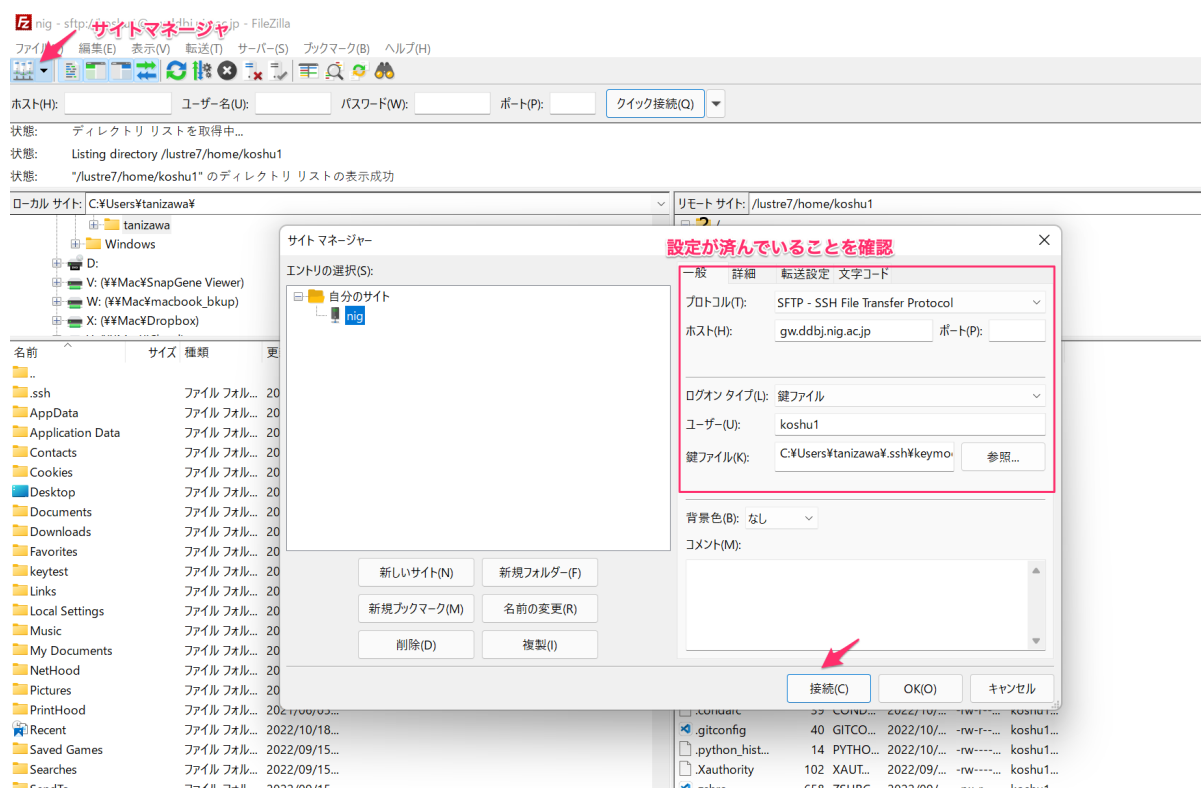 nig - sftp://koshu1@gw.ddbj.nig.ac.jp - FileZilla
サイトマネージャ
編集(E) 表示(V) 転送(T) サーバー(S) ブックマーク(B) ヘルプ(H)
ホスト(H): ユーザー名(U): パスワード(W): ポート(P): クイック接続(Q)
状態: ディレクトリ リストを取得中...
状態: Listing directory /lustre7/home/koshu1
状態: "/lustre7/home/koshu1" のディレクトリ リストの表示成功
ローカル サイト: C:¥Users¥tanizawa¥
リモート サイト: /lustre7/home/koshu1
tanizawa
Windows
D:
V: (¥¥Mac¥SnapGene Viewer)
W: (¥¥Mac¥macbook_bkup)
X: (¥¥Mac¥Dropbox)
名前 サイズ 種類 更
..
.ssh ファイル フォル... 20
AppData ファイル フォル... 20
Application Data ファイル フォル... 20
Contacts ファイル フォル... 20
Cookies ファイル フォル... 20
Desktop ファイル フォル... 20
Documents ファイル フォル... 20
Downloads ファイル フォル... 20
Favorites ファイル フォル... 20
keytest ファイル フォル... 20
Links ファイル フォル... 20
Local Settings ファイル フォル... 20
Music ファイル フォル... 20
My Documents ファイル フォル... 20
NetHood ファイル フォル... 20
Pictures ファイル フォル... 20
PrintHood ファイル フォル...
Recent ファイル フォル... 2022/10/18...
Saved Games ファイル フォル... 2022/09/15...
Searches ファイル フォル... 2022/09/15...
サイト マネージャー
設定が済んでいることを確認
エントリの選択(S):
自分のサイト
nig
新しいサイト(N) 新規フォルダー(F)
新規ブックマーク(M) 名前の変更(R)
削除(D) 複製(I)
一般 詳細 転送設定 文字コード
プロトコル(T): SFTP - SSH File Transfer Protocol
ホスト(H): gw.ddbj.nig.ac.jp ポート(P):
ログオン タイプ(L): 鍵ファイル
ユーザー(U): koshu1
鍵ファイル(K): C:¥Users¥tanizawa¥.ssh¥keymo 参照...
背景色(B): なし
コメント(M):
接続(C) OK(O) キャンセル
.condarc 39 COND... 2022/10/... -rw-r--... koshu1...
.gitconfig 40 GITCO... 2022/10/... -rw-r--... koshu1...
.python_hist... 14 PYTHO... 2022/10/... -rw----... koshu1...
.Xauthority 102 XAUT... 2022/09/... -rw----... koshu1...